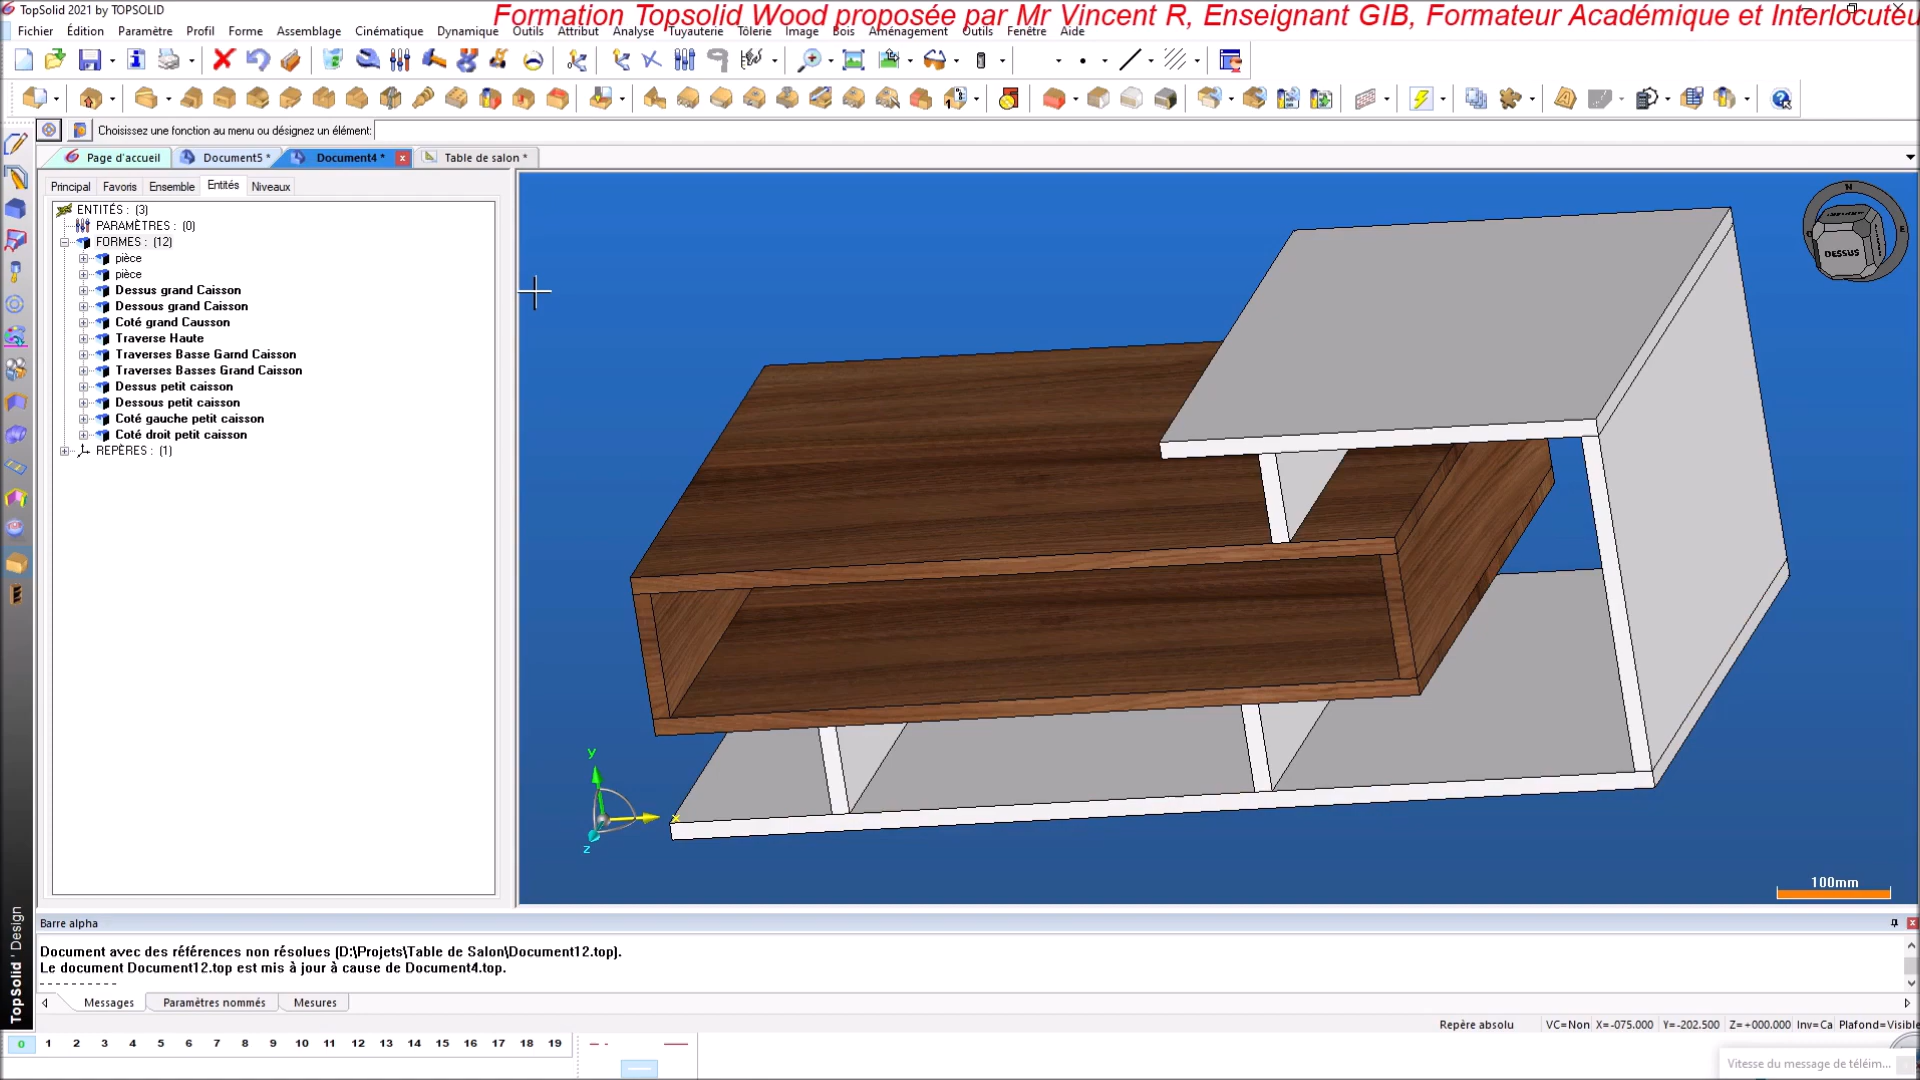 TopSolid 2021 by TOPSOLID
Formation Topsolid Wood proposée par Mr Vincent R, Enseignant GIB, Formateur Académique et Interlocuteu
Fichier Édition Paramètre Profil Forme Assemblage Cinématique Dynamique Outils Attribut Analyse Tuyauterie Tôlerie Image Bois Aménagement Outils Fenêtre Aide
Choisissez une fonction au menu ou désignez un élément:
Page d'accueil Document5 * Document4 * Table de salon *
Principal Favoris Ensemble Entités Niveaux
ENTITÉS : (3)
PARAMÈTRES : (0)
FORMES : (12)
pièce
pièce
Dessus grand Caisson
Dessous grand Caisson
Coté grand Causson
Traverse Haute
Traverses Basse Garnd Caisson
Traverses Basses Grand Caisson
Dessus petit caisson
Dessous petit caisson
Coté gauche petit caisson
Coté droit petit caisson
REPÈRES : (1)
N
E
DESSUS
y
x
z
100mm
TopSolid ' Design
Barre alpha
Document avec des références non résolues (D:\Projets\Table de Salon\Document12.top).
Le document Document12.top est mis à jour à cause de Document4.top.
-----------
Messages Paramètres nommés Mesures
Repère absolu VC=Non X=-075.000 Y=-202.500 Z=+000.000 Inv=Ca Plafond=Visible
0 1 2 3 4 5 6 7 8 9 10 11 12 13 14 15 16 17 18 19
Vitesse du message de téléim...